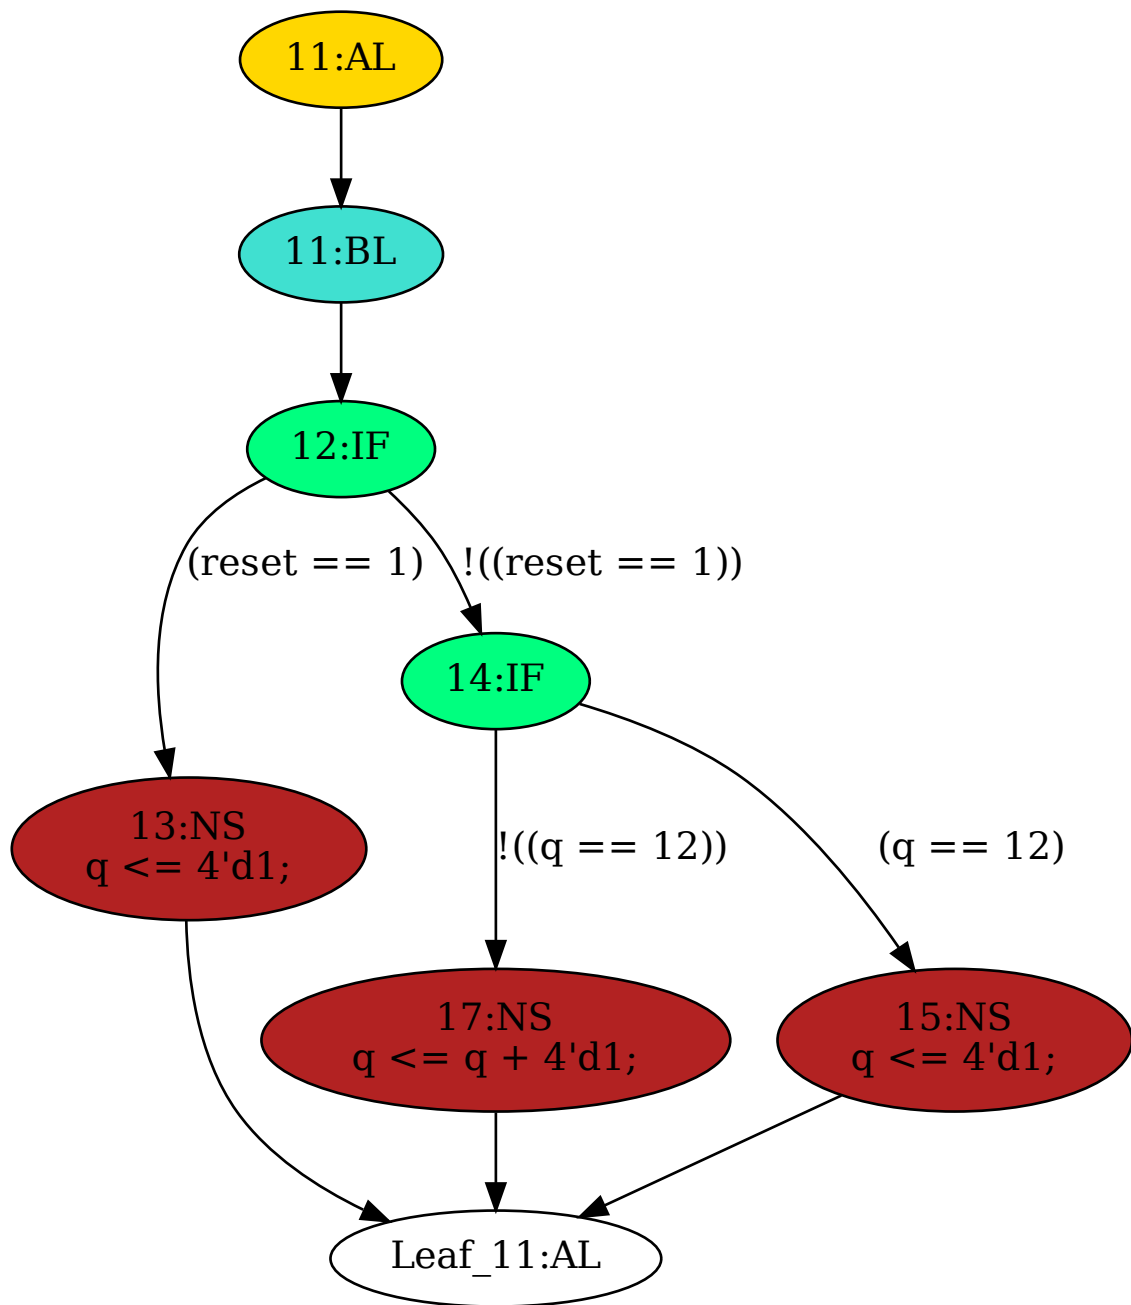 11:AL
11:BL
12:IF
(reset == 1)
!((reset == 1))
14:IF
13:NS
q <= 4'd1;
!((q == 12))
(q == 12)
17:NS
q <= q + 4'd1;
15:NS
q <= 4'd1;
Leaf_11:AL